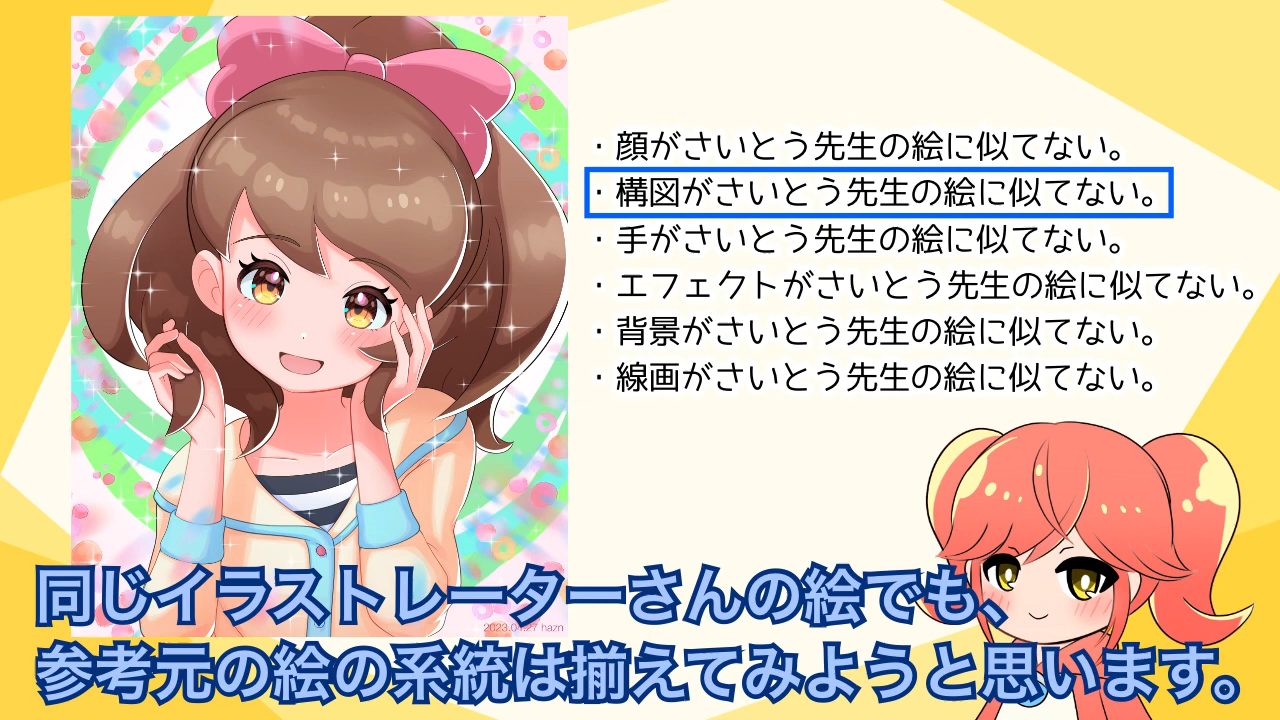 ・顔がさいとう先生の絵に似てない。
・構図がさいとう先生の絵に似てない。
・手がさいとう先生の絵に似てない。
・エフェクトがさいとう先生の絵に似てない。
・背景がさいとう先生の絵に似てない。
・線画がさいとう先生の絵に似てない。
同じイラストレーターさんの絵でも、
参考元の絵の系統は揃えてみようと思います。
hazn